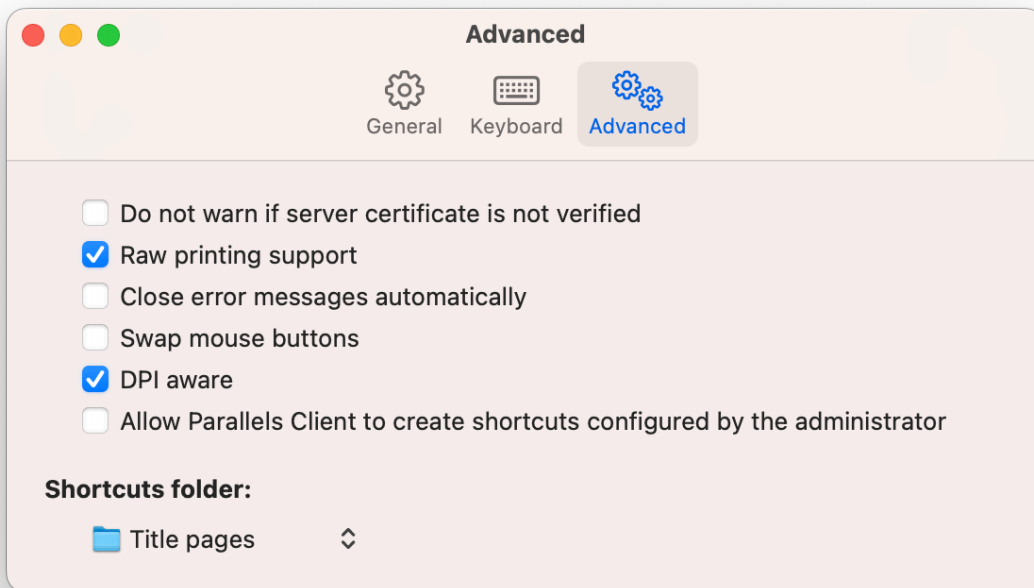 Advanced
General Keyboard Advanced
Do not warn if server certificate is not verified
Raw printing support
Close error messages automatically
Swap mouse buttons
DPI aware
Allow Parallels Client to create shortcuts configured by the administrator
Shortcuts folder:
Title pages